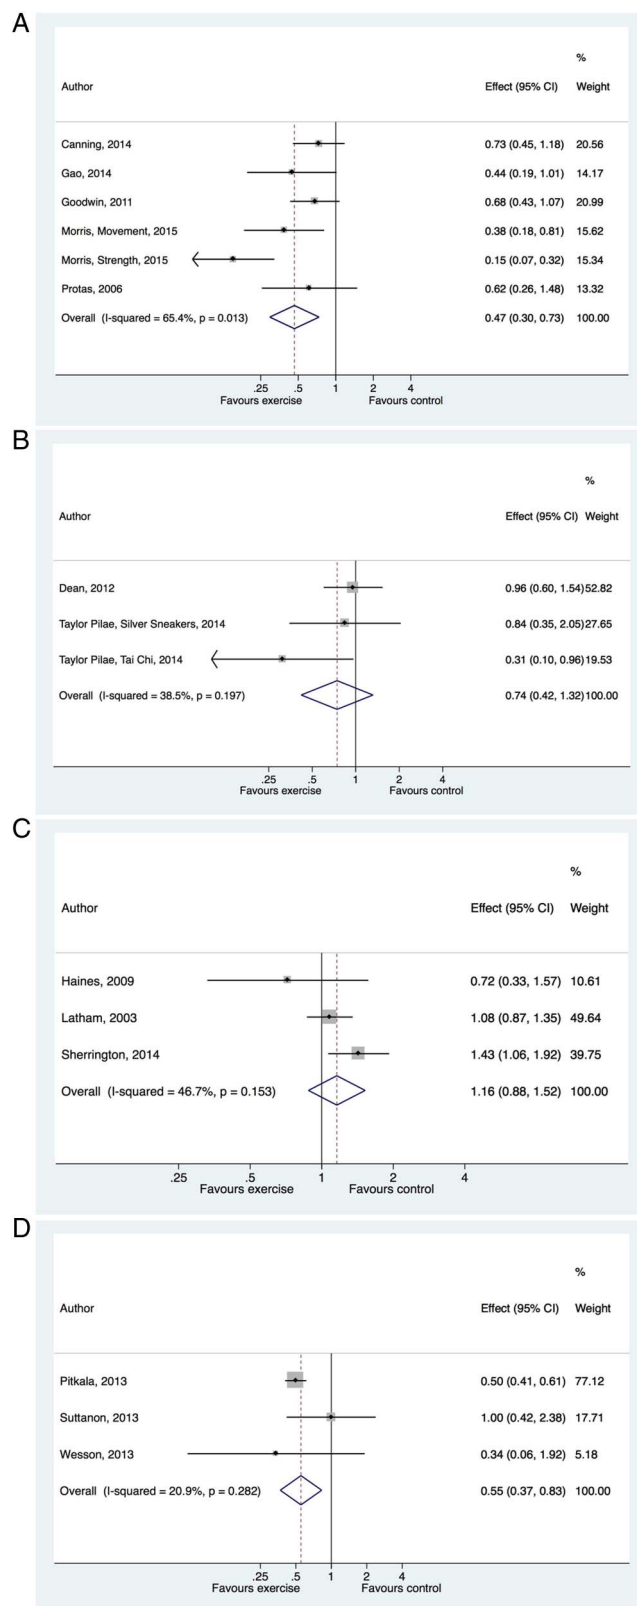 A
%
Author Effect (95% CI) Weight
Canning, 2014 0.73 (0.45, 1.18) 20.56
Gao, 2014 0.44 (0.19, 1.01) 14.17
Goodwin, 2011 0.68 (0.43, 1.07) 20.99
Morris, Movement, 2015 0.38 (0.18, 0.81) 15.62
Morris, Strength, 2015 0.15 (0.07, 0.32) 15.34
Protas, 2006 0.62 (0.26, 1.48) 13.32
Overall (I-squared = 65.4%, p = 0.013) 0.47 (0.30, 0.73) 100.00
.25 .5 1 2 4
Favours exercise Favours control
B
%
Author Effect (95% CI) Weight
Dean, 2012 0.96 (0.60, 1.54) 52.82
Taylor Pilae, Silver Sneakers, 2014 0.84 (0.35, 2.05) 27.65
Taylor Pilae, Tai Chi, 2014 0.31 (0.10, 0.96) 19.53
Overall (I-squared = 38.5%, p = 0.197) 0.74 (0.42, 1.32) 100.00
.25 .5 1 2 4
Favours exercise Favours control
C
%
Author Effect (95% CI) Weight
Haines, 2009 0.72 (0.33, 1.57) 10.61
Latham, 2003 1.08 (0.87, 1.35) 49.64
Sherrington, 2014 1.43 (1.06, 1.92) 39.75
Overall (I-squared = 46.7%, p = 0.153) 1.16 (0.88, 1.52) 100.00
.25 .5 1 2 4
Favours exercise Favours control
D
%
Author Effect (95% CI) Weight
Pitkala, 2013 0.50 (0.41, 0.61) 77.12
Suttanon, 2013 1.00 (0.42, 2.38) 17.71
Wesson, 2013 0.34 (0.06, 1.92) 5.18
Overall (I-squared = 20.9%, p = 0.282) 0.55 (0.37, 0.83) 100.00
.25 .5 1 2 4
Favours exercise Favours control